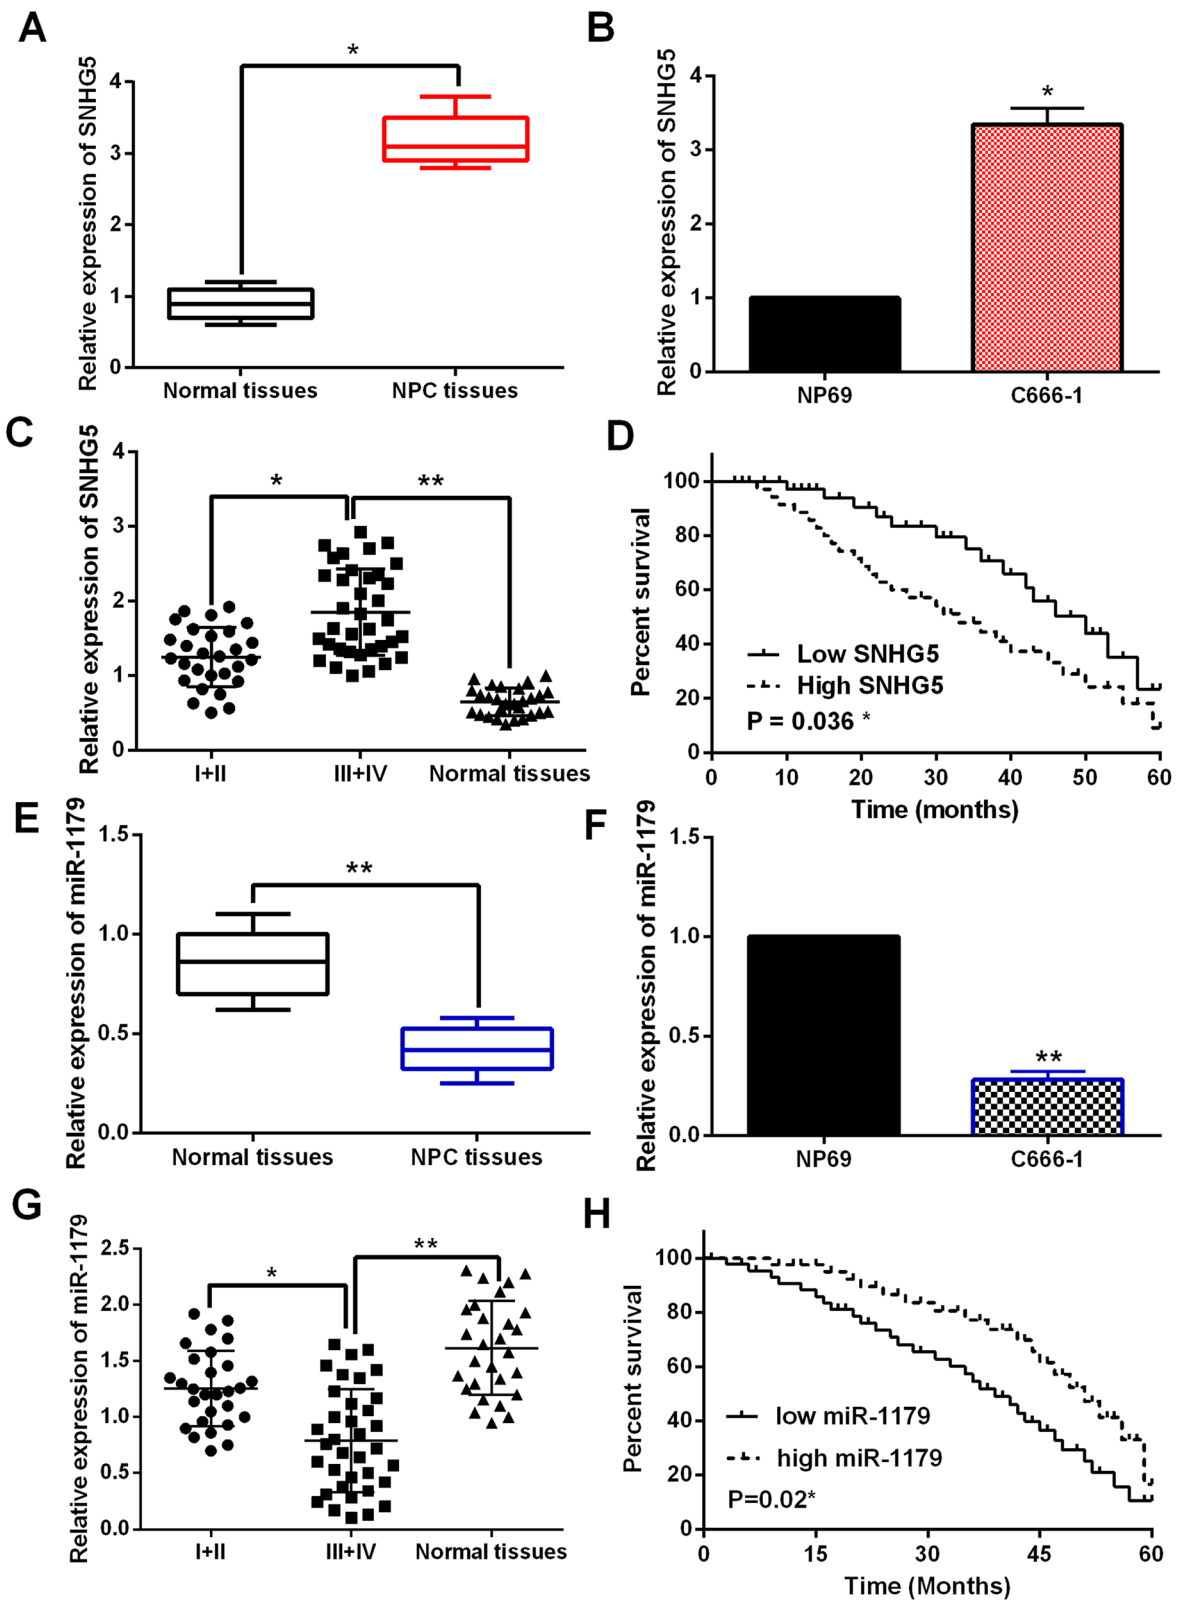 A
Relative expression of SNHG5
4
3
2
1
0
*
Normal tissues
NPC tissues
B
Relative expression of SNHG5
4
3
2
1
0
*
NP69
C666-1
C
Relative expression of SNHG5
4
3
2
1
0
*
**
I+II
III+IV
Normal tissues
D
Percent survival
100
80
60
40
20
0
Low SNHG5
High SNHG5
P = 0.036 *
0 10 20 30 40 50 60
Time (months)
E
Relative expression of miR-1179
1.5
1.0
0.5
0.0
**
Normal tissues
NPC tissues
F
Relative expression of miR-1179
1.5
1.0
0.5
0.0
**
NP69
C666-1
G
Relative expression of miR-1179
2.5
2.0
1.5
1.0
0.5
0.0
*
**
I+II
III+IV
Normal tissues
H
Percent survival
100
80
60
40
20
0
low miR-1179
high miR-1179
P=0.02*
0 15 30 45 60
Time (Months)